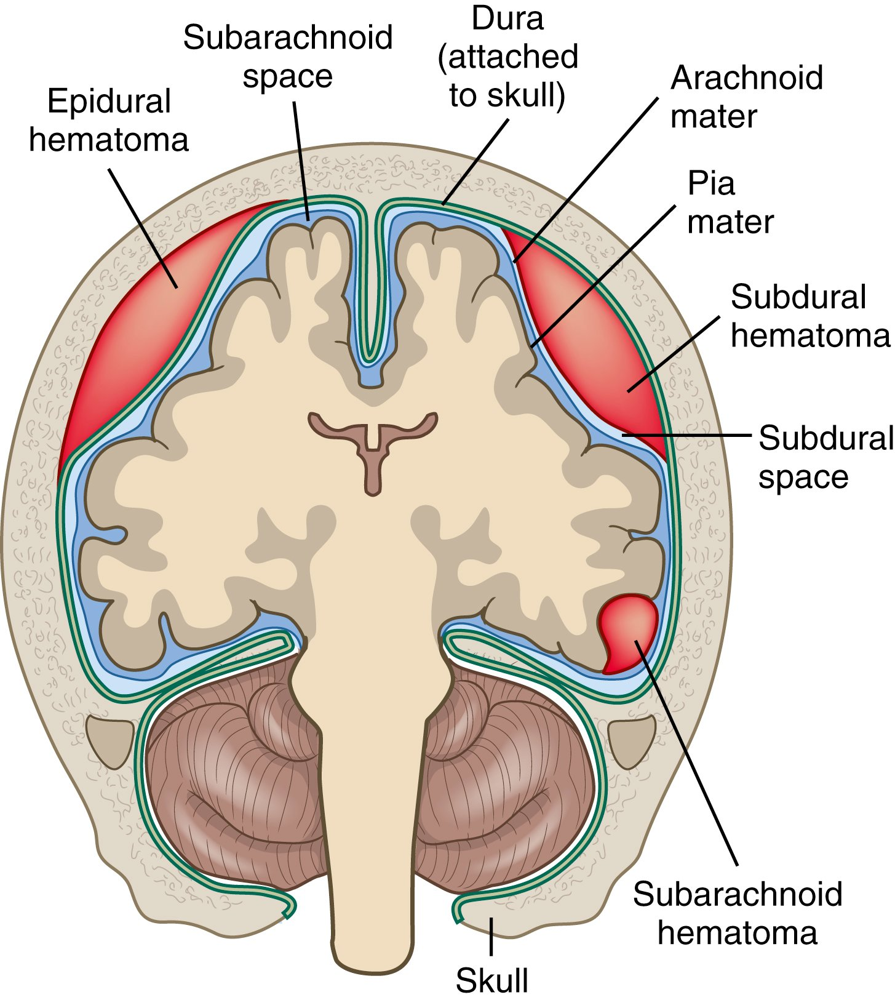 Subarachnoid
space
Dura
(attached
to skull)
Epidural
hematoma
Arachnoid
mater
Pia
mater
Subdural
hematoma
Subdural
space
Subarachnoid
hematoma
Skull